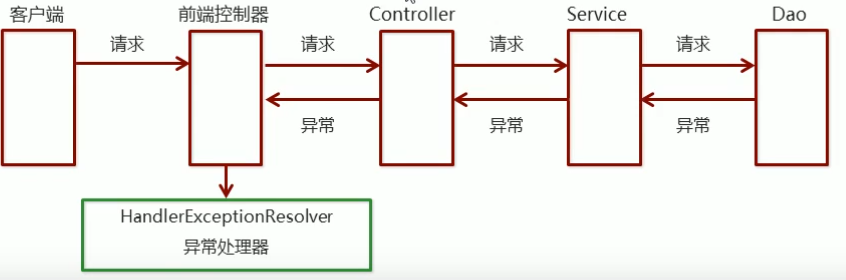 客户端
前端控制器
Controller
Service
Dao
请求
请求
请求
请求
异常
异常
异常
HandlerExceptionResolver
异常处理器